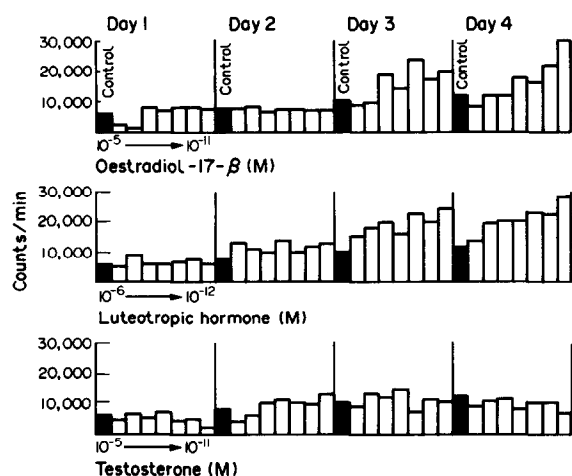 Day 1 Day 2 Day 3 Day 4
30,000
20,000
10,000
Control Control Control Control
10⁻⁵ → 10⁻¹¹
Oestradiol -17-β (M)
Counts/min
30,000
20,000
10,000
10⁻⁶ → 10⁻¹²
Luteotropic hormone (M)
30,000
20,000
10,000
10⁻⁵ → 10⁻¹¹
Testosterone (M)